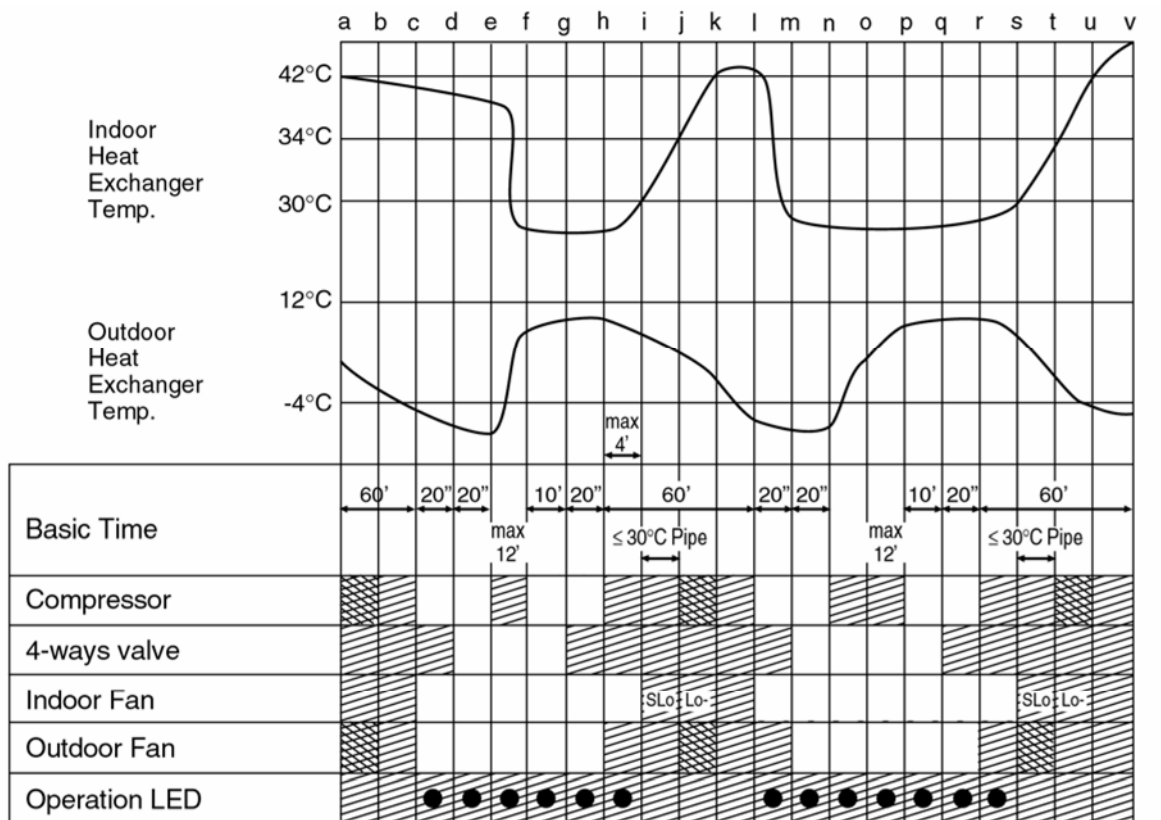 a b c d e f g h i j k l m n o p q r s t u v
42°C
34°C
30°C
12°C
-4°C
Indoor
Heat
Exchanger
Temp.
Outdoor
Heat
Exchanger
Temp.
max
4’
Basic Time
60’ 20” 20” 10’ 20” 60’ 20” 20” 10’ 20” 60’
max
12’
≤ 30°C Pipe
max
12’
≤ 30°C Pipe
Compressor
4-ways valve
Indoor Fan
SLo Lo- SLo Lo-
Outdoor Fan
Operation LED